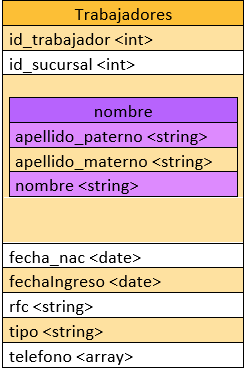 Trabajadores
id_trabajador <int>
id_sucursal <int>
nombre
apellido_paterno <string>
apellido_materno <string>
nombre <string>
fecha_nac <date>
fechaIngreso <date>
rfc <string>
tipo <string>
telefono <array>